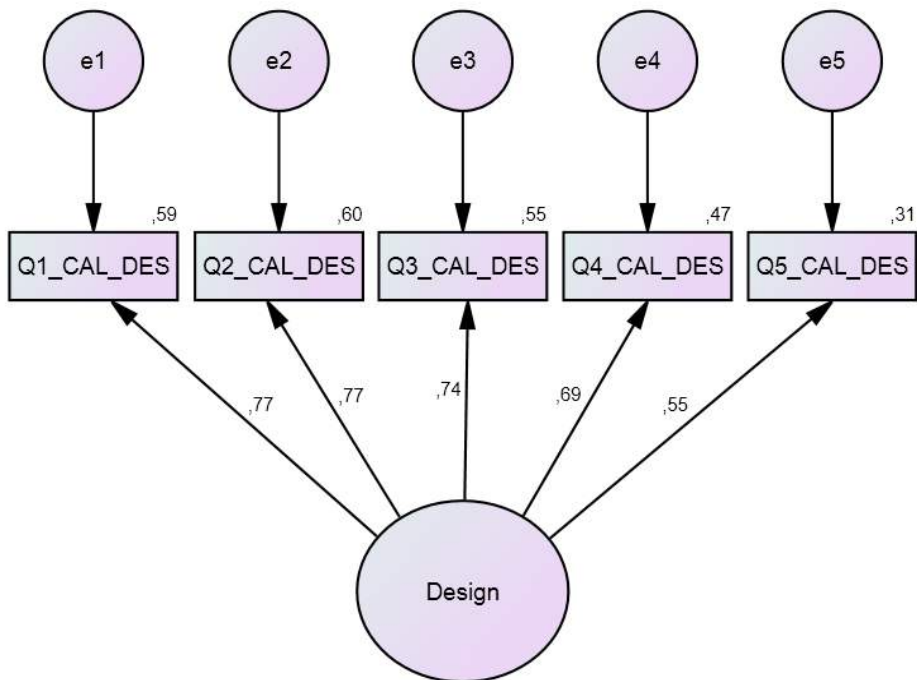 e1 e2 e3 e4 e5
,59 ,60 ,55 ,47 ,31
Q1_CAL_DES Q2_CAL_DES Q3_CAL_DES Q4_CAL_DES Q5_CAL_DES
,77 ,77 ,74 ,69 ,55
Design